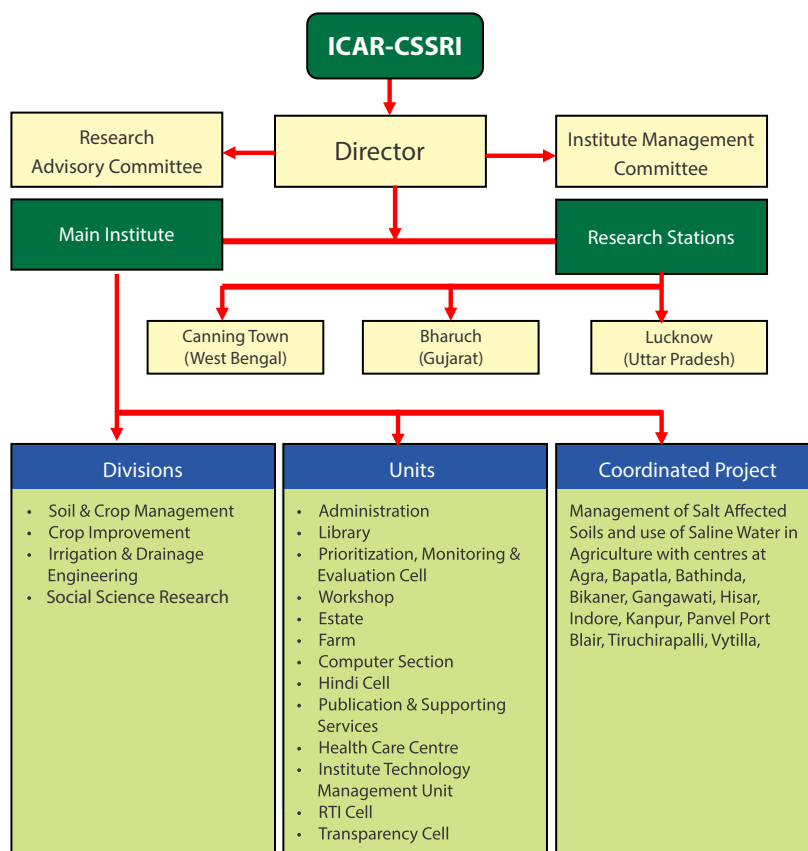 ICAR-CSSRI
Research
Advisory Committee
Director
Institute Management
Committee
Main Institute
Research Stations
Canning Town
(West Bengal)
Bharuch
(Gujarat)
Lucknow
(Uttar Pradesh)
Divisions
• Soil & Crop Management
• Crop Improvement
• Irrigation & Drainage
Engineering
• Social Science Research
Units
• Administration
• Library
• Prioritization, Monitoring &
Evaluation Cell
• Workshop
• Estate
• Farm
• Computer Section
• Hindi Cell
• Publication & Supporting
Services
• Health Care Centre
• Institute Technology
Management Unit
• RTI Cell
• Transparency Cell
Coordinated Project
Management of Salt Affected
Soils and use of Saline Water in
Agriculture with centres at
Agra, Bapatla, Bathinda,
Bikaner, Gangawati, Hisar,
Indore, Kanpur, Panvel Port
Blair, Tiruchirapalli, Vytilla,